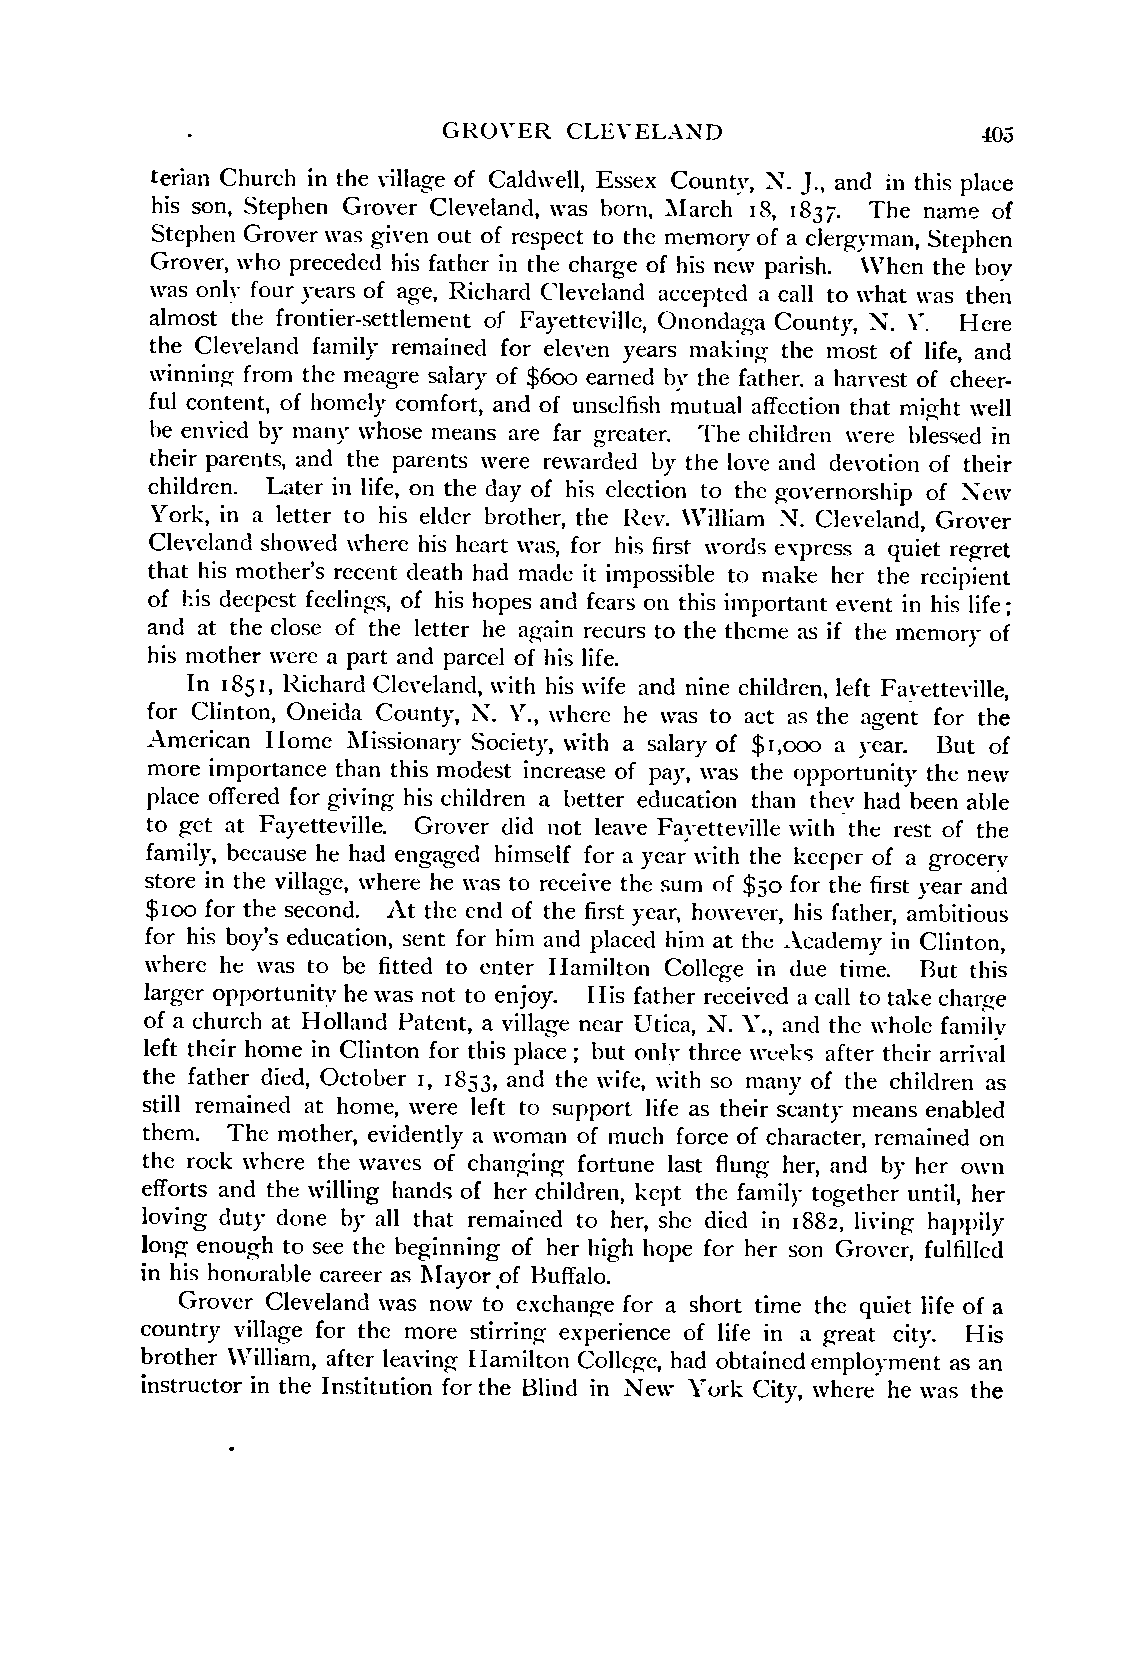 GROVER CLEVELAND 405
terian Church in the village of Caldwell, Essex County, N. J., and in this place
his son, Stephen Grover Cleveland, was born, March 18, 1837. The name of
Stephen Grover was given out of respect to the memory of a clergyman, Stephen
Grover, who preceded his father in the charge of his new parish. When the boy
was only four years of age, Richard Cleveland accepted a call to what was then
almost the frontier-settlement of Fayetteville, Onondaga County, N. Y. Here
the Cleveland family remained for eleven years making the most of life, and
winning from the meagre salary of $600 earned by the father, a harvest of cheer-
ful content, of homely comfort, and of unselfish mutual affection that might well
be envied by many whose means are far greater. The children were blessed in
their parents, and the parents were rewarded by the love and devotion of their
children. Later in life, on the day of his election to the governorship of New
York, in a letter to his elder brother, the Rev. William N. Cleveland, Grover
Cleveland showed where his heart was, for his first words express a quiet regret
that his mother's recent death had made it impossible to make her the recipient
of his deepest feelings, of his hopes and fears on this important event in his life;
and at the close of the letter he again recurs to the theme as if the memory of
his mother were a part and parcel of his life.
In 1851, Richard Cleveland, with his wife and nine children, left Fayetteville,
for Clinton, Oneida County, N. Y., where he was to act as the agent for the
American Home Missionary Society, with a salary of $1,000 a year. But of
more importance than this modest increase of pay, was the opportunity the new
place offered for giving his children a better education than they had been able
to get at Fayetteville. Grover did not leave Fayetteville with the rest of the
family, because he had engaged himself for a year with the keeper of a grocery
store in the village, where he was to receive the sum of $50 for the first year and
$100 for the second. At the end of the first year, however, his father, ambitious
for his boy's education, sent for him and placed him at the Academy in Clinton,
where he was to be fitted to enter Hamilton College in due time. But this
larger opportunity he was not to enjoy. His father received a call to take charge
of a church at Holland Patent, a village near Utica, N. Y., and the whole family
left their home in Clinton for this place; but only three weeks after their arrival
the father died, October 1, 1853, and the wife, with so many of the children as
still remained at home, were left to support life as their scanty means enabled
them. The mother, evidently a woman of much force of character, remained on
the rock where the waves of changing fortune last flung her, and by her own
efforts and the willing hands of her children, kept the family together until, her
loving duty done by all that remained to her, she died in 1882, living happily
long enough to see the beginning of her high hope for her son Grover, fulfilled
in his honorable career as Mayor of Buffalo.
Grover Cleveland was now to exchange for a short time the quiet life of a
country village for the more stirring experience of life in a great city. His
brother William, after leaving Hamilton College, had obtained employment as an
instructor in the Institution for the Blind in New York City, where he was the